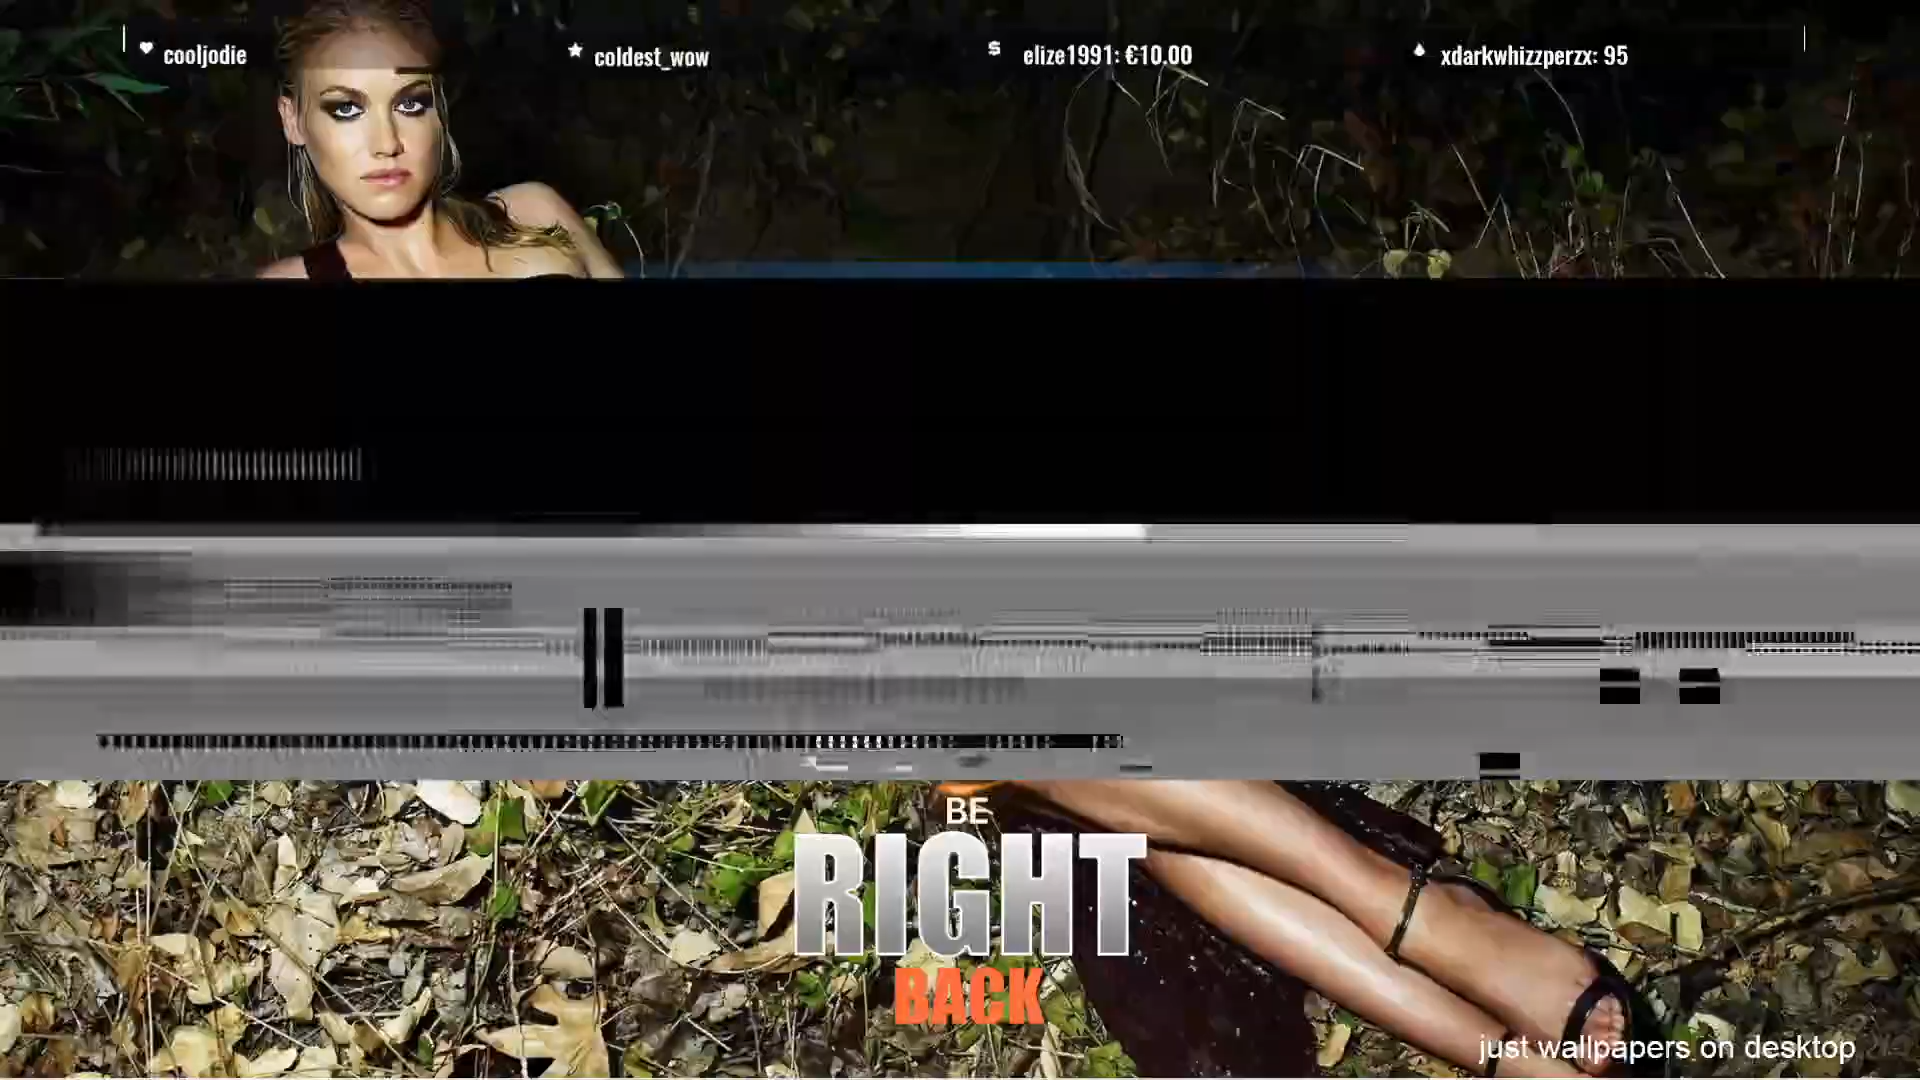 cooljodie
coldest_wow
$ elize1991: €10.00
xdarkwhizzperzx: 95
BE
RIGHT
BACK
just wallpapers on desktop